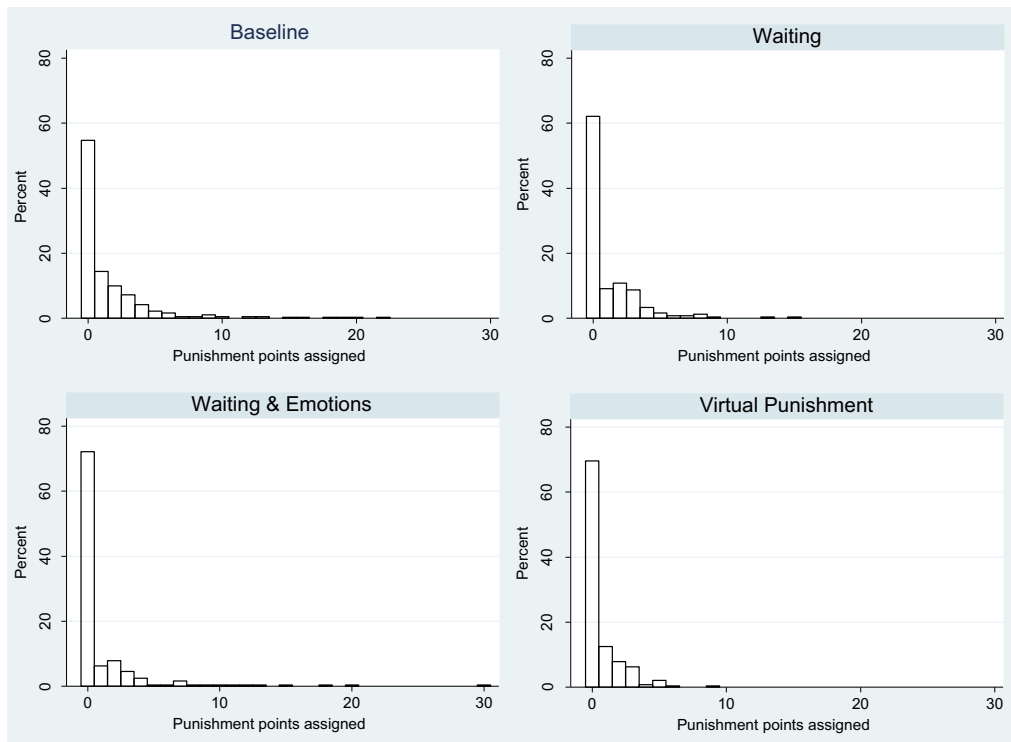 Baseline
80
60
40
20
0
Percent
0 10 20 30
Punishment points assigned
Waiting
80
60
40
20
0
Percent
0 10 20 30
Punishment points assigned
Waiting & Emotions
80
60
40
20
0
Percent
0 10 20 30
Punishment points assigned
Virtual Punishment
80
60
40
20
0
Percent
0 10 20 30
Punishment points assigned